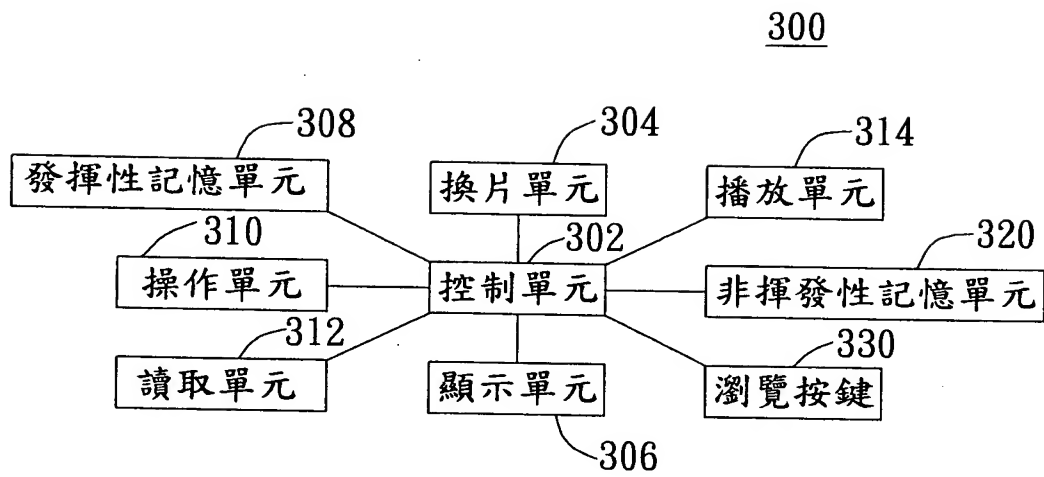 300
308
304
314
發揮性記憶單元
換片單元
播放單元
310
302
320
操作單元
控制單元
非揮發性記憶單元
312
330
讀取單元
顯示單元
瀏覽按鍵
306